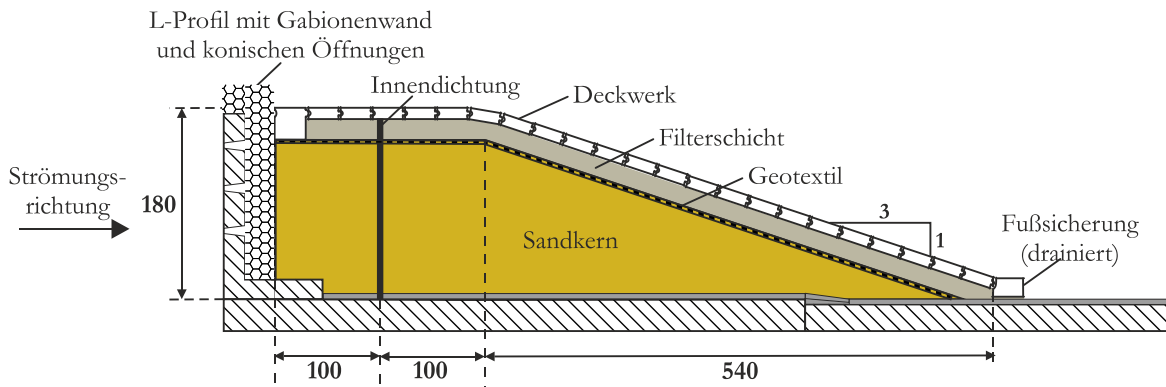 L-Profil mit Gabionenwand
und konischen Öffnungen
Innendichtung
Deckwerk
Filterschicht
Geotextil
Strömungs-
richtung
180
3
1
Sandkern
Fußsicherung
(drainiert)
100
100
540